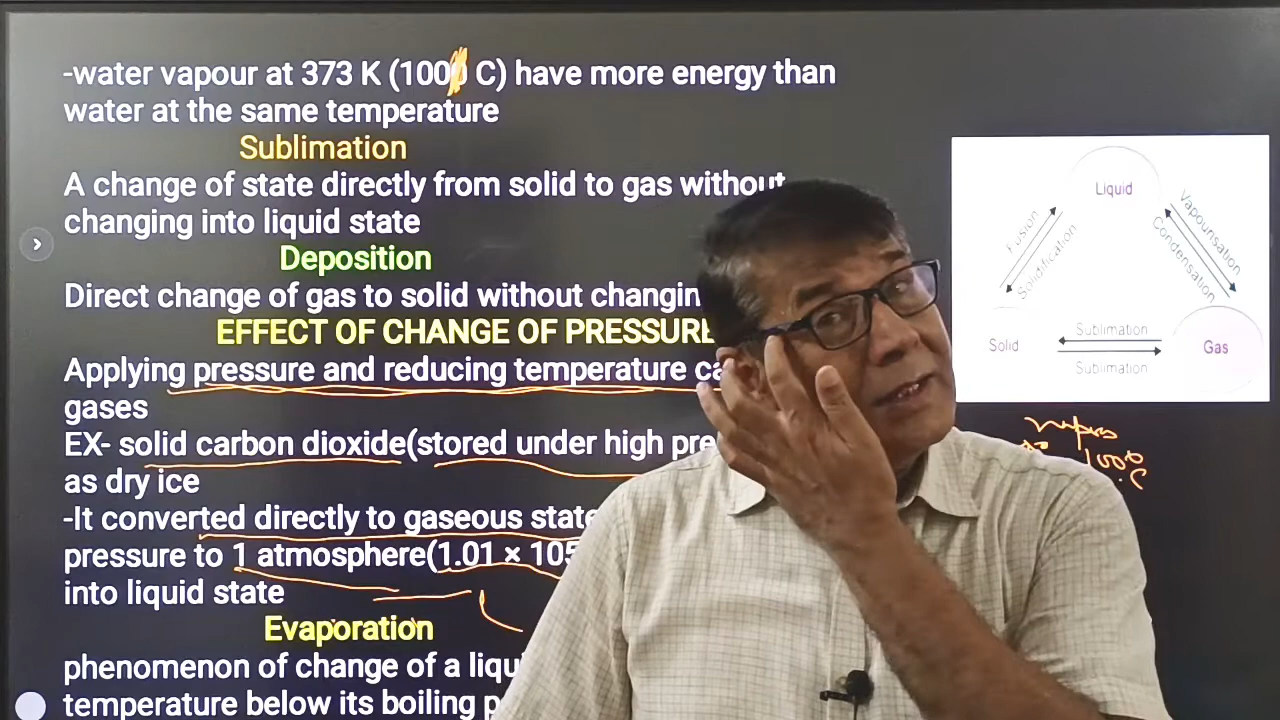 -water vapour at 373 K (1000 C) have more energy than
water at the same temperature
Sublimation
A change of state directly from solid to gas without
changing into liquid state
Deposition
Direct change of gas to solid without changin
EFFECT OF CHANGE OF PRESSURE
Applying pressure and reducing temperature ca
gases
EX- solid carbon dioxide(stored under high pre
as dry ice
-It converted directly to gaseous state
pressure to 1 atmosphere(1.01 × 105
into liquid state
Evaporation
phenomenon of change of a liqu
temperature below its boiling p
Liquid
Fusion
Solidification
Vapourisation
Condensation
Solid
Sublimation
Sublimation
Gas
100°C